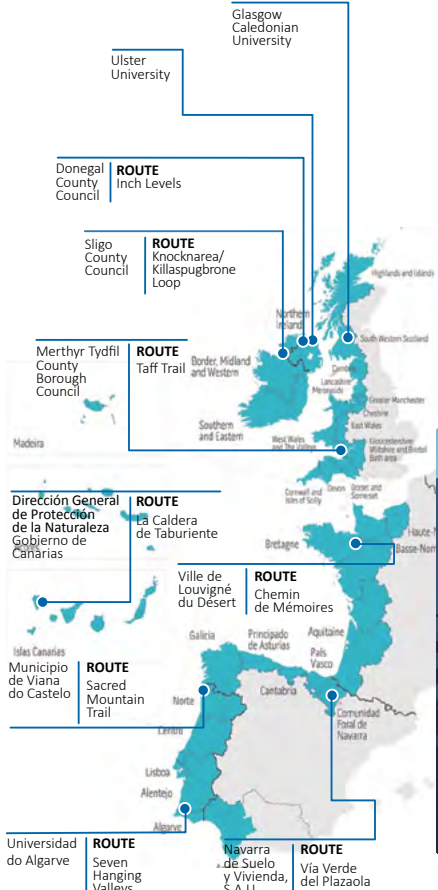 Glasgow
Caledonian
University
Ulster
University
Donegal
County
Council
ROUTE
Inch Levels
Sligo
County
Council
ROUTE
Knocknarea/
Killaspugbrone
Loop
Highlands and Islands
Northern
Ireland
South Western Scotland
Merthyr Tydfil
County
Borough
Council
ROUTE
Taff Trail
Border, Midland
and Western
Cumbria
Lancashire
Merseyside
Greater Manchester
Cheshire
East Wales
Southern
and Eastern
West Wales
and The Valleys
Gloucestershire
Wiltshire and Bristol
Bath area
Madeira
Cornwall and
Isles of Scilly
Devon
Dorset and
Somerset
Dirección General
de Protección
de la Naturaleza
Gobierno de
Canarias
ROUTE
La Caldera
de Taburiente
Bretagne
Haute-N
Basse-Nor
Ville de
Louvigné
du Désert
ROUTE
Chemin
de Mémoires
Islas Canarias
Galicia
Principado
de Asturias
Aquitaine
País
Vasco
Municipio
de Viana
do Castelo
ROUTE
Sacred
Mountain
Trail
Norte
Cantabria
Comunidad
Foral de
Navarra
Centro
Lisboa
Alentejo
Algarve
Universidad
do Algarve
ROUTE
Seven
Hanging
Valleys
Navarra
de Suelo
y Vivienda,
S.A.U.
ROUTE
Vía Verde
del Plazaola